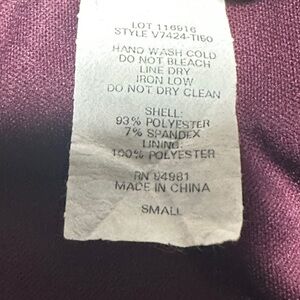 LOT 116916
STYLE V7424-TI60
HAND WASH COLD
DO NOT BLEACH
LINE DRY
IRON LOW
DO NOT DRY CLEAN
SHELL:
93% POLYESTER
7% SPANDEX
LINING:
100% POLYESTER
RN 94981
MADE IN CHINA
SMALL